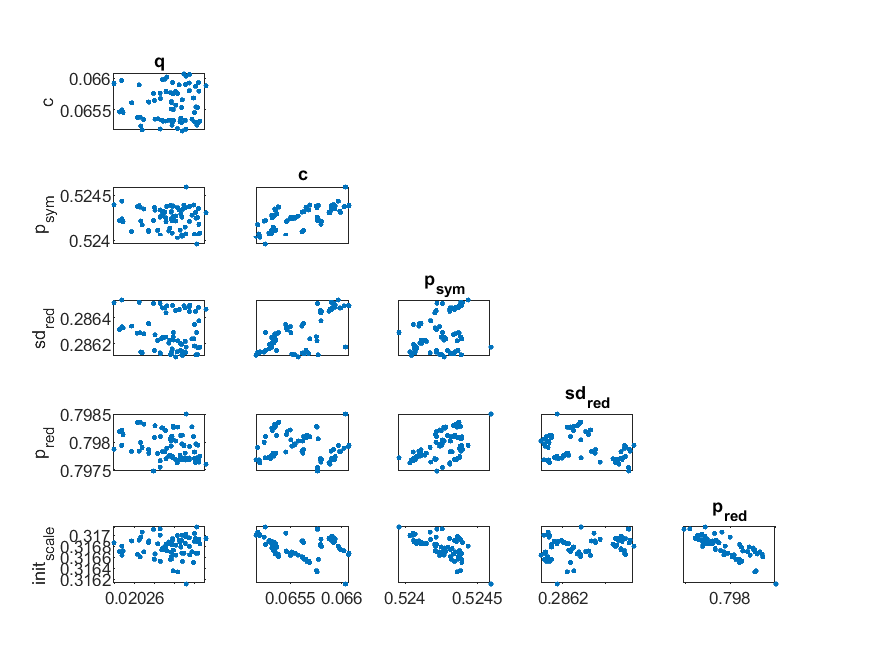 q
c
0.066
0.0655
c
p_sym
0.5245
0.524
p_sym
sd_red
0.2864
0.2862
sd_red
p_red
0.7985
0.798
0.7975
p_red
init_scale
0.317
0.3168
0.3166
0.3164
0.3162
0.02026
0.0655 0.066
0.524 0.5245
0.2862
0.798